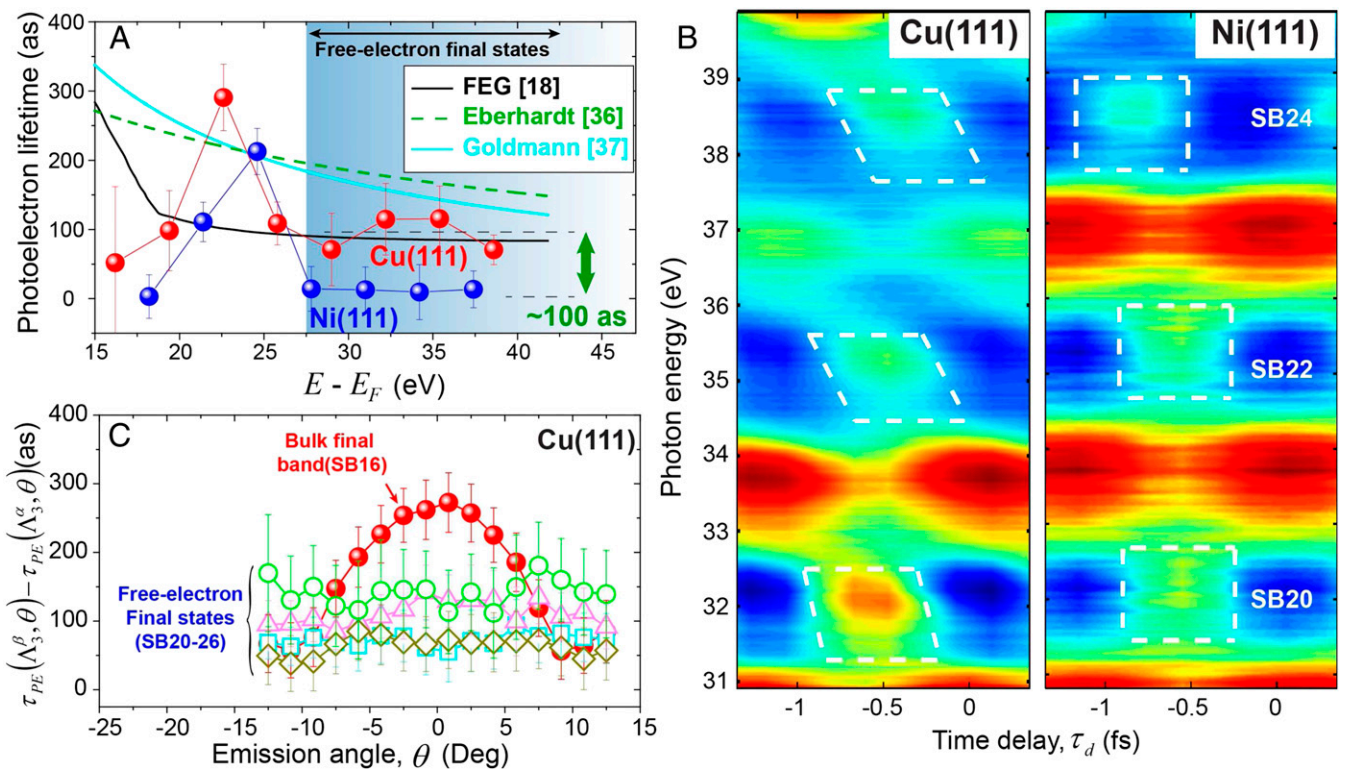 A
Free-electron final states
FEG [18]
Eberhardt [36]
Goldmann [37]
Cu(111)
Ni(111)
~100 as
400
300
200
100
0
Photoelectron lifetime (as)
15 20 25 30 35 40 45
E - E_F (eV)
C
Cu(111)
Bulk final
band(SB16)
Free-electron
Final states
(SB20-26)
400
300
200
100
0
τ_PE(Λ₃^β, θ) − τ_PE(Λ₃^α, θ)(as)
-25 -20 -15 -10 -5 0 5 10 15
Emission angle, θ (Deg)
B
Cu(111)
Ni(111)
SB24
SB22
SB20
39
38
37
36
35
34
33
32
31
Photon energy (eV)
-1 -0.5 0
-1 -0.5 0
Time delay, τ_d (fs)